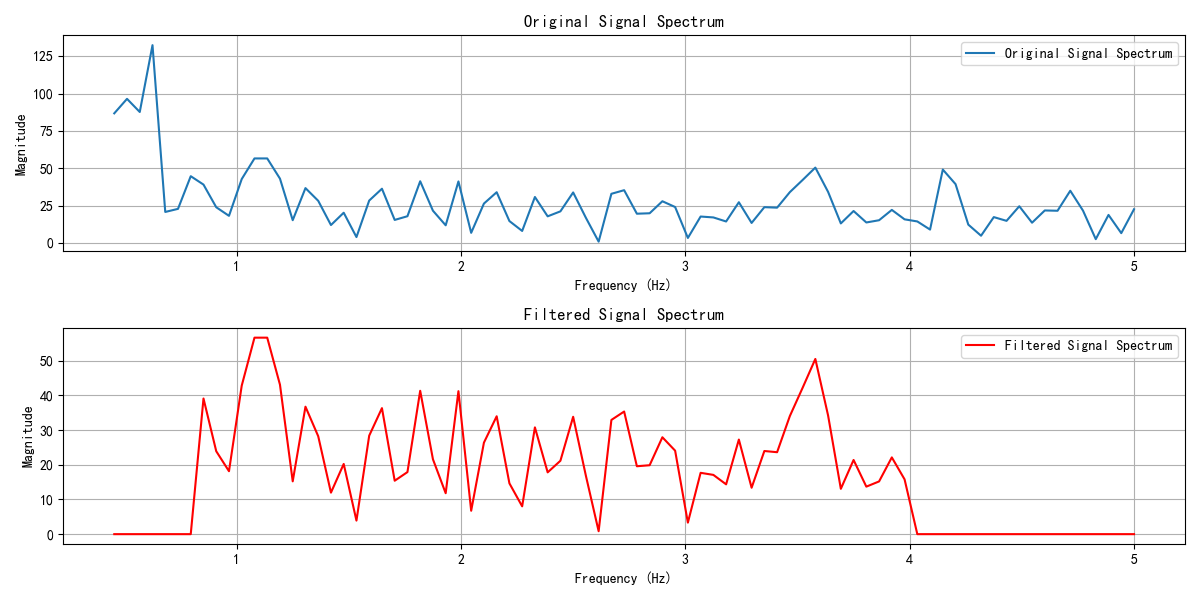 Original Signal Spectrum
Original Signal Spectrum
Magnitude
125
100
75
50
25
0
1
2
3
4
5
Frequency (Hz)
Filtered Signal Spectrum
Filtered Signal Spectrum
Magnitude
50
40
30
20
10
0
1
2
3
4
5
Frequency (Hz)